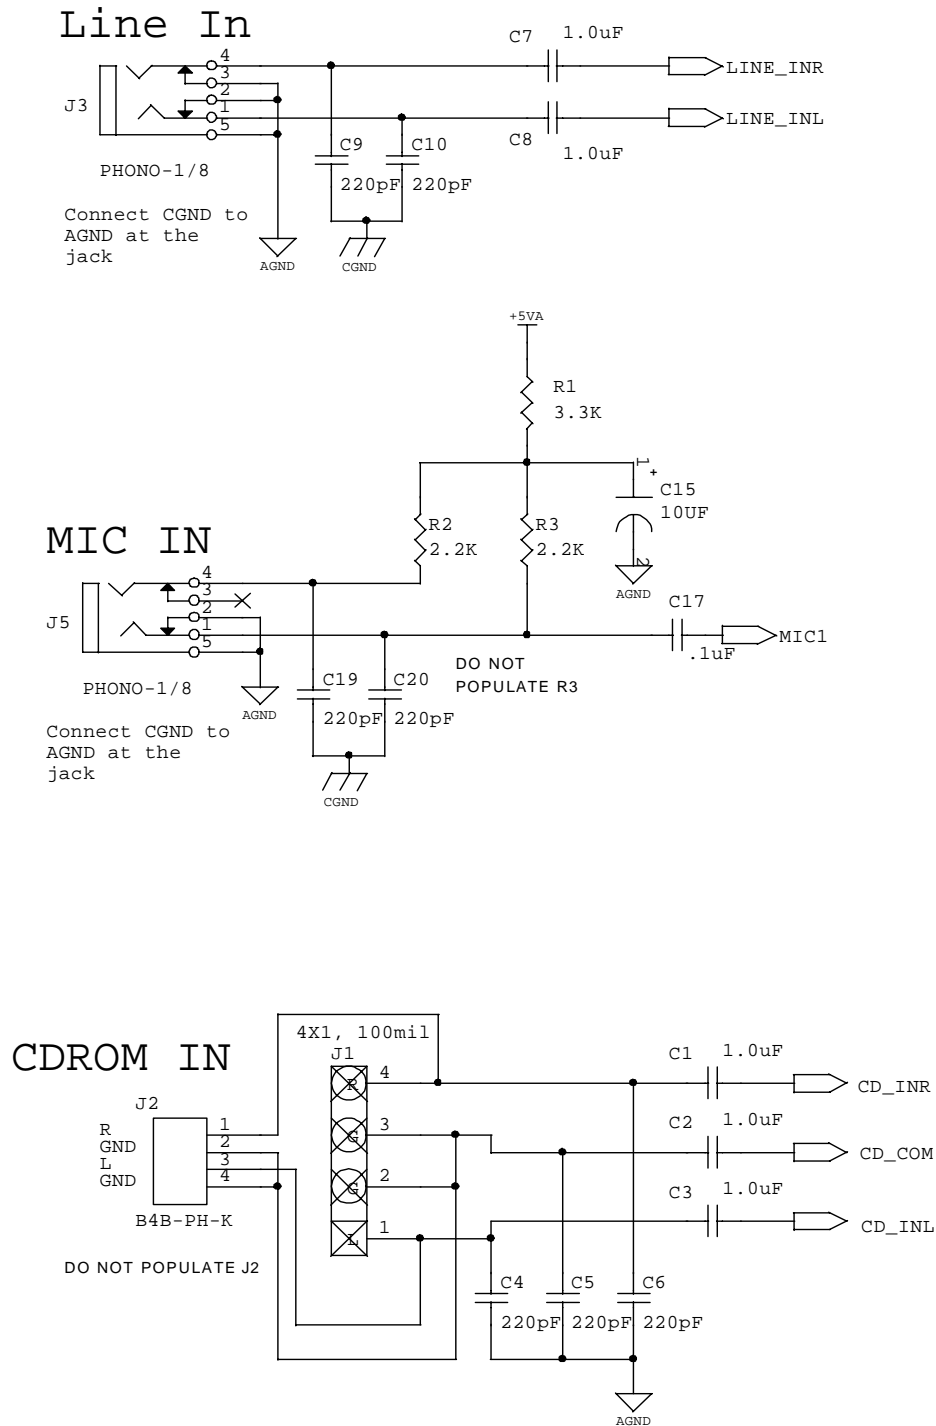 Line In
C7
1.0uF
4
3
2
1
5
J3
LINE_INR
LINE_INL
C8
1.0uF
C9
C10
220pF
220pF
PHONO-1/8
Connect CGND to
AGND at the
jack
AGND
CGND
+5VA
R1
3.3K
1
+
C15
10UF
2
AGND
R2
2.2K
R3
2.2K
MIC IN
4
3
2
1
5
J5
C17
.1uF
MIC1
DO NOT
POPULATE R3
PHONO-1/8
AGND
C19
C20
220pF
220pF
Connect CGND to
AGND at the
jack
CGND
CDROM IN
4X1, 100mil
J1
R
4
G
3
G
2
L
1
J2
R
GND
L
GND
1
2
3
4
B4B-PH-K
DO NOT POPULATE J2
C1
1.0uF
CD_INR
C2
1.0uF
CD_COM
C3
1.0uF
CD_INL
C4
C5
C6
220pF
220pF
220pF
AGND